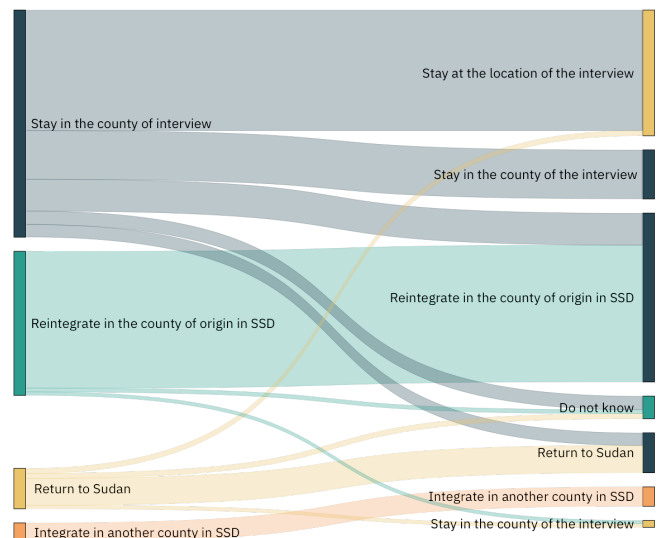 Stay at the location of the interview
Stay in the county of interview
Stay in the county of the interview
Reintegrate in the county of origin in SSD
Reintegrate in the county of origin in SSD
Do not know
Return to Sudan
Return to Sudan
Integrate in another county in SSD
Stay in the county of the interview
Integrate in another county in SSD